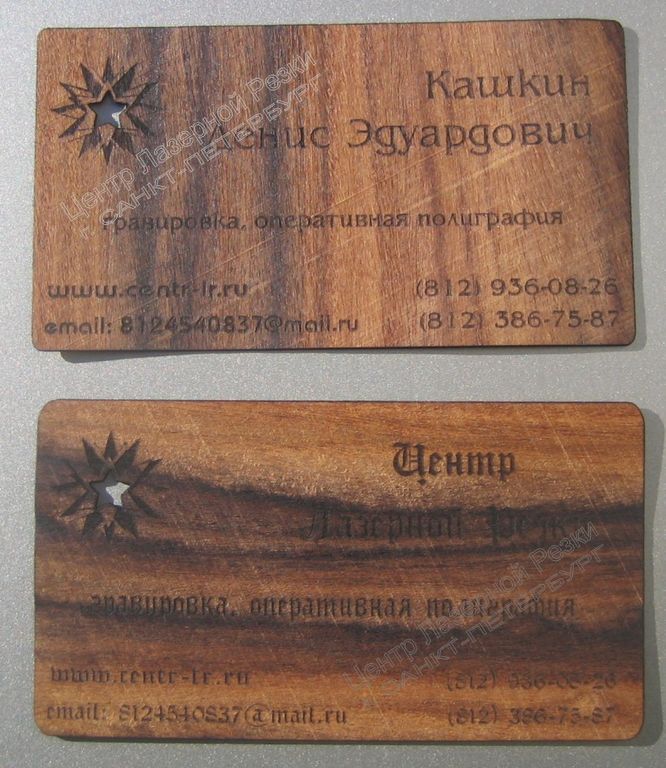 Кашкин
Денис Эдуардович
гравировка, оперативная полиграфия
www.centr-lr.ru
(812) 936-08-26
email: 8124540837@mail.ru
(812) 386-75-87
Центр Лазерной Резки
г. САНКТ-ПЕТЕРБУРГ
Центр
Лазерной Резки
гравировка, оперативная полиграфия
www.centr-lr.ru
(812) 936-08-26
email: 8124540837@mail.ru
(812) 386-75-87
Центр Лазерной Резки
г. САНКТ-ПЕТЕРБУРГ